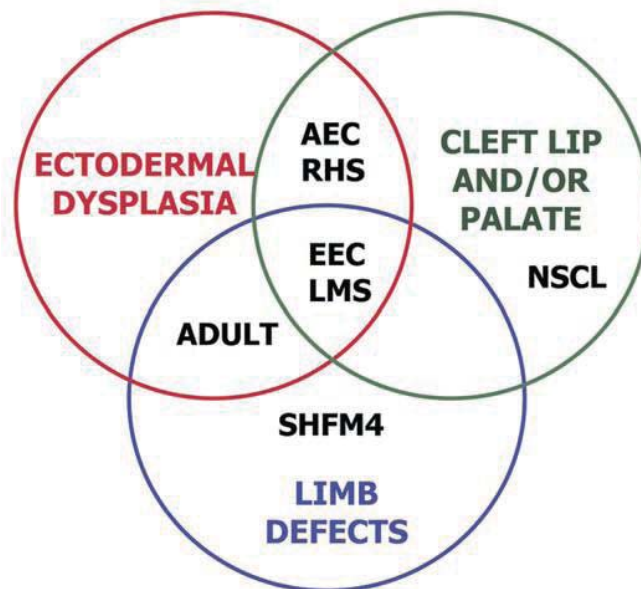 AEC
RHS
ECTODERMAL
DYSPLASIA
CLEFT LIP
AND/OR
PALATE
EEC
LMS
NSCL
ADULT
SHFM4
LIMB
DEFECTS